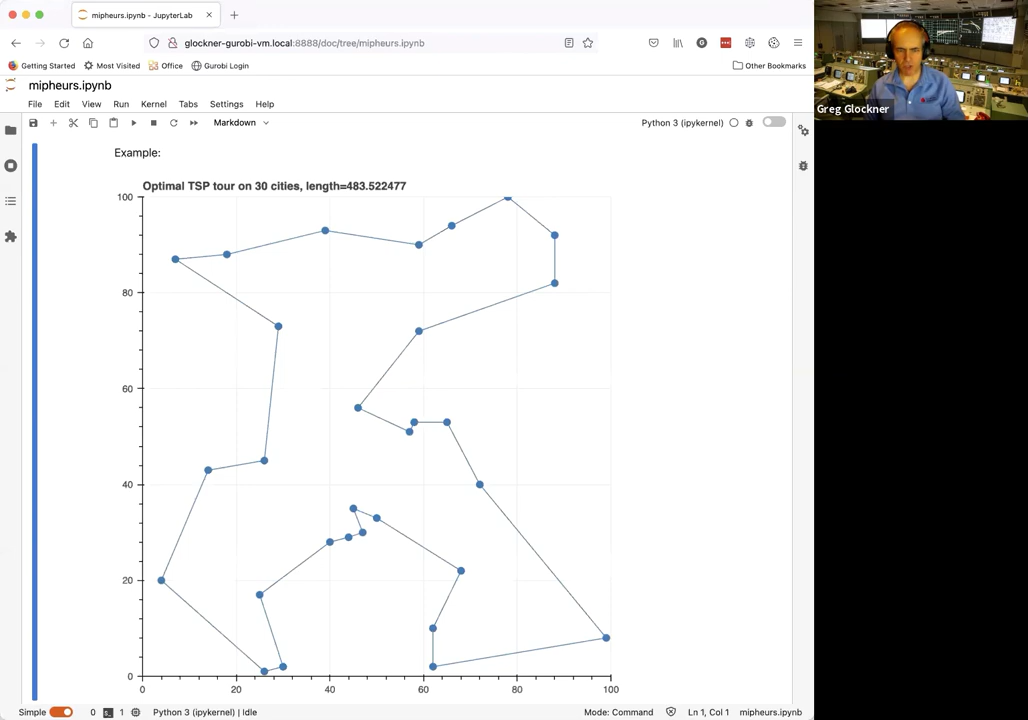 mipheurs.ipynb - JupyterLab
glockner-gurobi-vm.local:8888/doc/tree/mipheurs.ipynb
Getting Started
Most Visited
Office
Gurobi Login
Other Bookmarks
mipheurs.ipynb
File Edit View Run Kernel Tabs Settings Help
Markdown
Python 3 (ipykernel)
Greg Glockner
Example:
Optimal TSP tour on 30 cities, length=483.522477
100
80
60
40
20
0
0 20 40 60 80 100
Simple
0
1
Python 3 (ipykernel) | Idle
Mode: Command
Ln 1, Col 1
mipheurs.ipynb